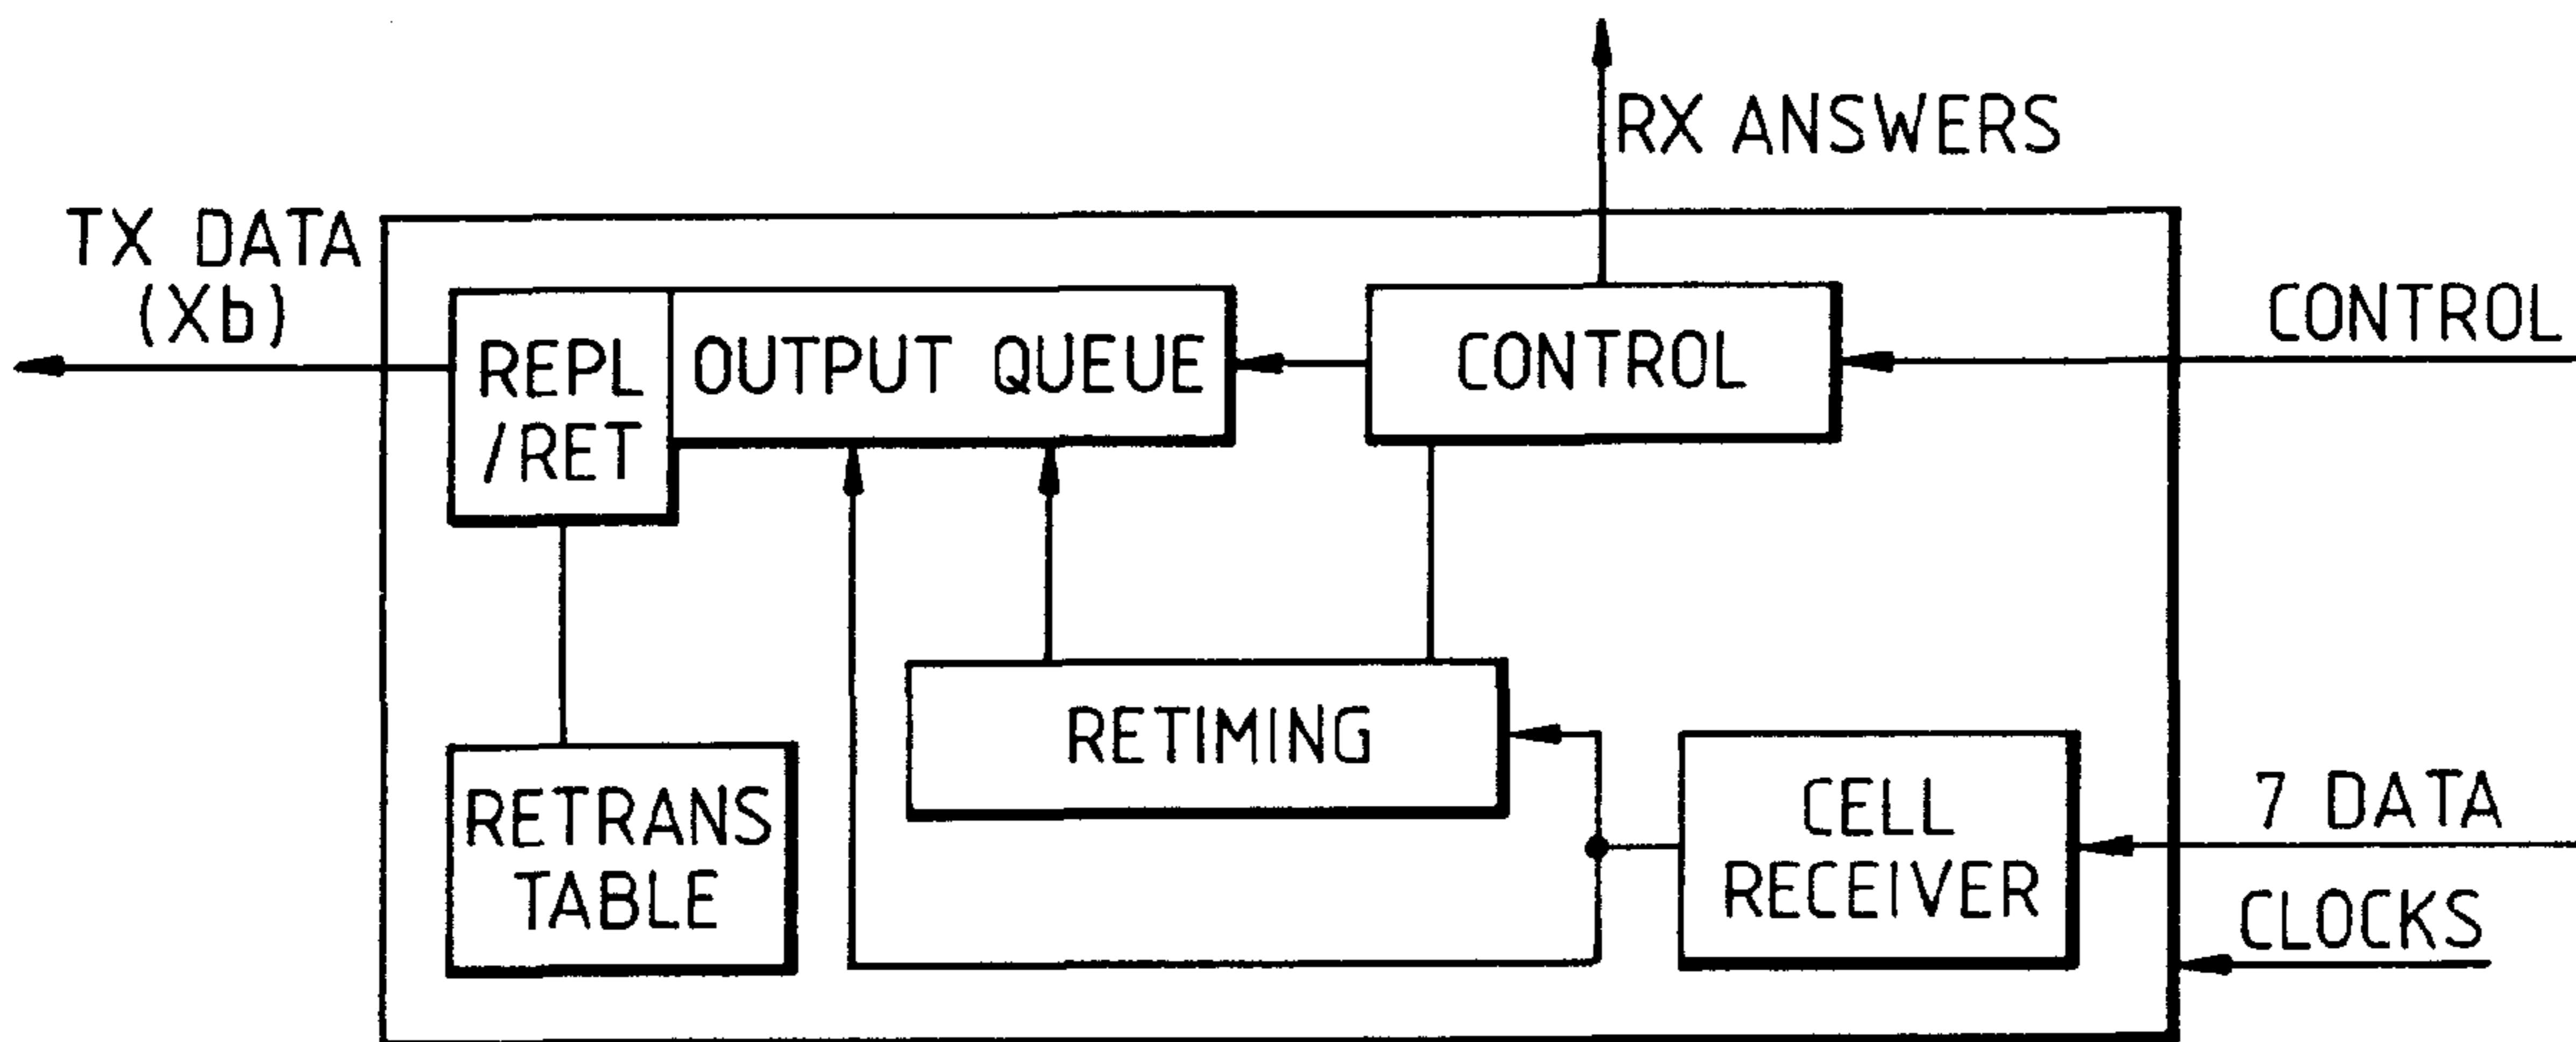 RX ANSWERS
TX DATA
(Xb)
CONTROL
REPL
/RET
OUTPUT QUEUE
CONTROL
RETIMING
RETRANS
TABLE
CELL
RECEIVER
7 DATA
CLOCKS